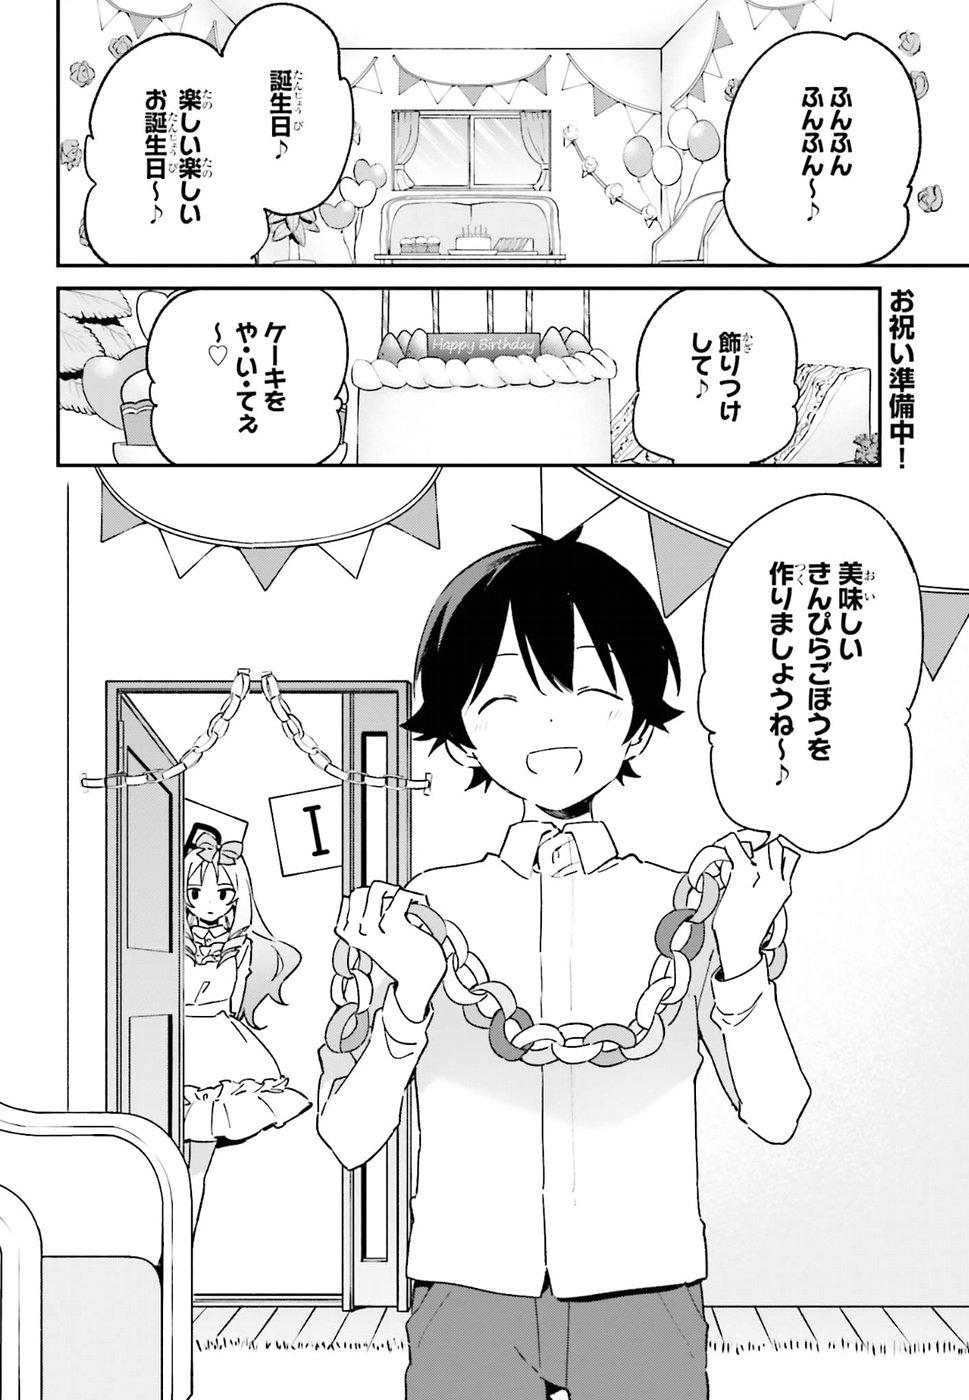 ふんふん
ふんふん～♪
誕生日♪
楽しい楽しい
お誕生日～♪
お祝い準備中！
飾りつけ
して♪
Happy Birthday
ケーキを
や・い・てぇ
～♡
美味しい
きんぴらごぼうを
作りましょうね～♪
I